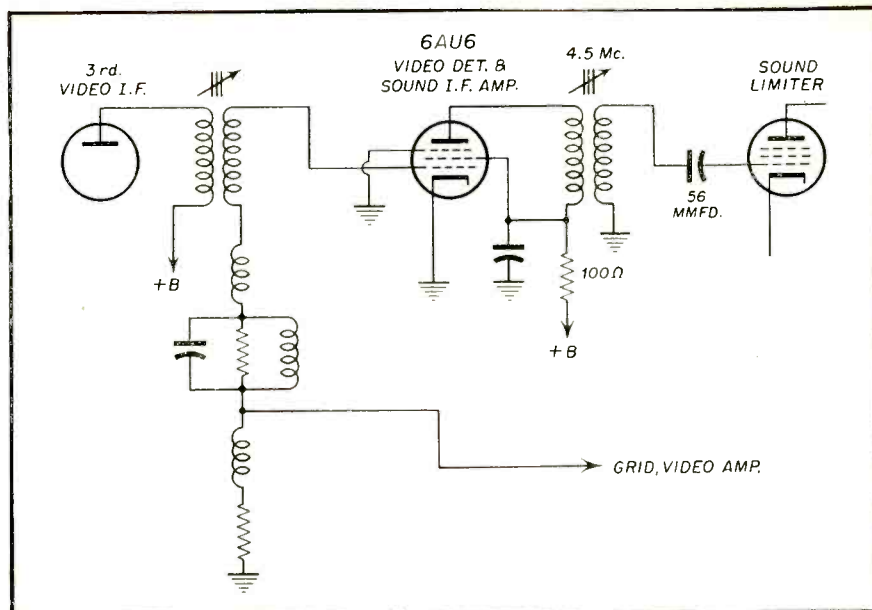 3rd.
VIDEO I.F.
+B
6AU6
VIDEO DET. &
SOUND I.F. AMP.
4.5 Mc.
SOUND
LIMITER
56
MMFD.
100Ω
+B
GRID, VIDEO AMP.